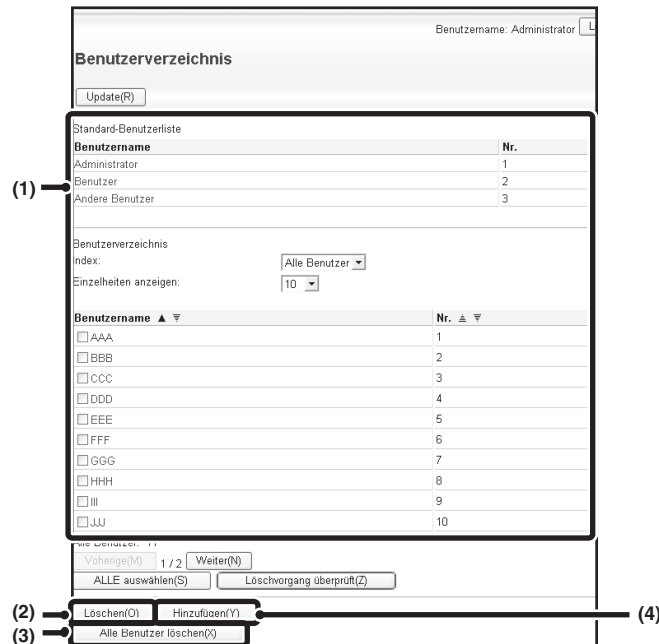 Benutzername: Administrator
Benutzerverzeichnis
Update(R)
Standard-Benutzerliste
Benutzername Nr.
Administrator 1
Benutzer 2
Andere Benutzer 3
(1)
Benutzerverzeichnis
Index: Alle Benutzer
Einzelheiten anzeigen: 10
Benutzername ▲ Nr.
AAA 1
BBB 2
CCC 3
DDD 4
EEE 5
FFF 6
GGG 7
HHH 8
III 9
JJJ 10
Alle Benutzer: 11
Vorherige(M) 1 / 2 Weiter(N)
ALLE auswählen(S) Löschvorgang überprüft(Z)
(2) Löschen(O) Hinzufügen(Y) (4)
(3) Alle Benutzer löschen(X)